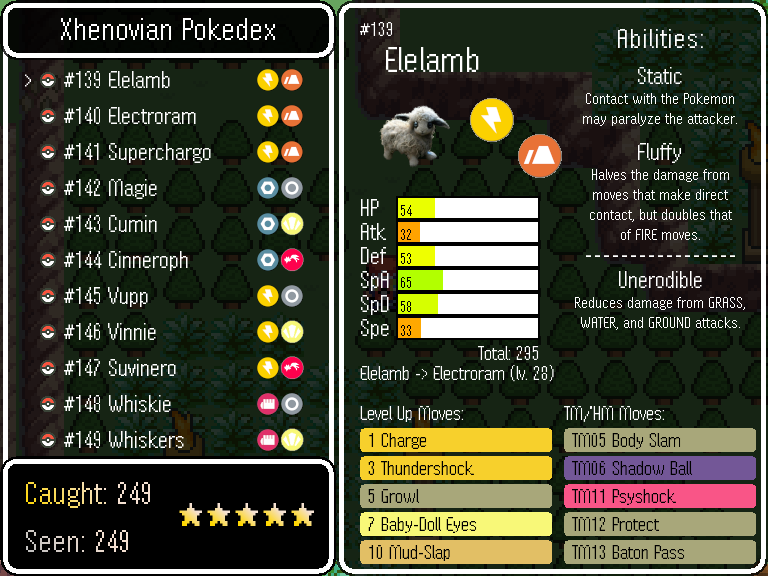 Xhenovian Pokedex
> #139 Elelamb
#140 Electroram
#141 Superchargo
#142 Magie
#143 Cumin
#144 Cinneroph
#145 Vupp
#146 Vinnie
#147 Suvinero
#148 Whiskie
#149 Whiskers
Caught: 249
Seen: 249
#139
Elelamb
HP 54
Atk 32
Def 53
SpA 65
SpD 58
Spe 33
Total: 295
Elelamb -> Electroram (lv. 28)
Abilities:
Static
Contact with the Pokemon
may paralyze the attacker.
Fluffy
Halves the damage from
moves that make direct
contact, but doubles that
of FIRE moves.
Unerodible
Reduces damage from GRASS,
WATER, and GROUND attacks.
Level Up Moves:
1 Charge
3 Thundershock
5 Growl
7 Baby-Doll Eyes
10 Mud-Slap
TM/HM Moves:
TM05 Body Slam
TM06 Shadow Ball
TM11 Psyshock
TM12 Protect
TM13 Baton Pass